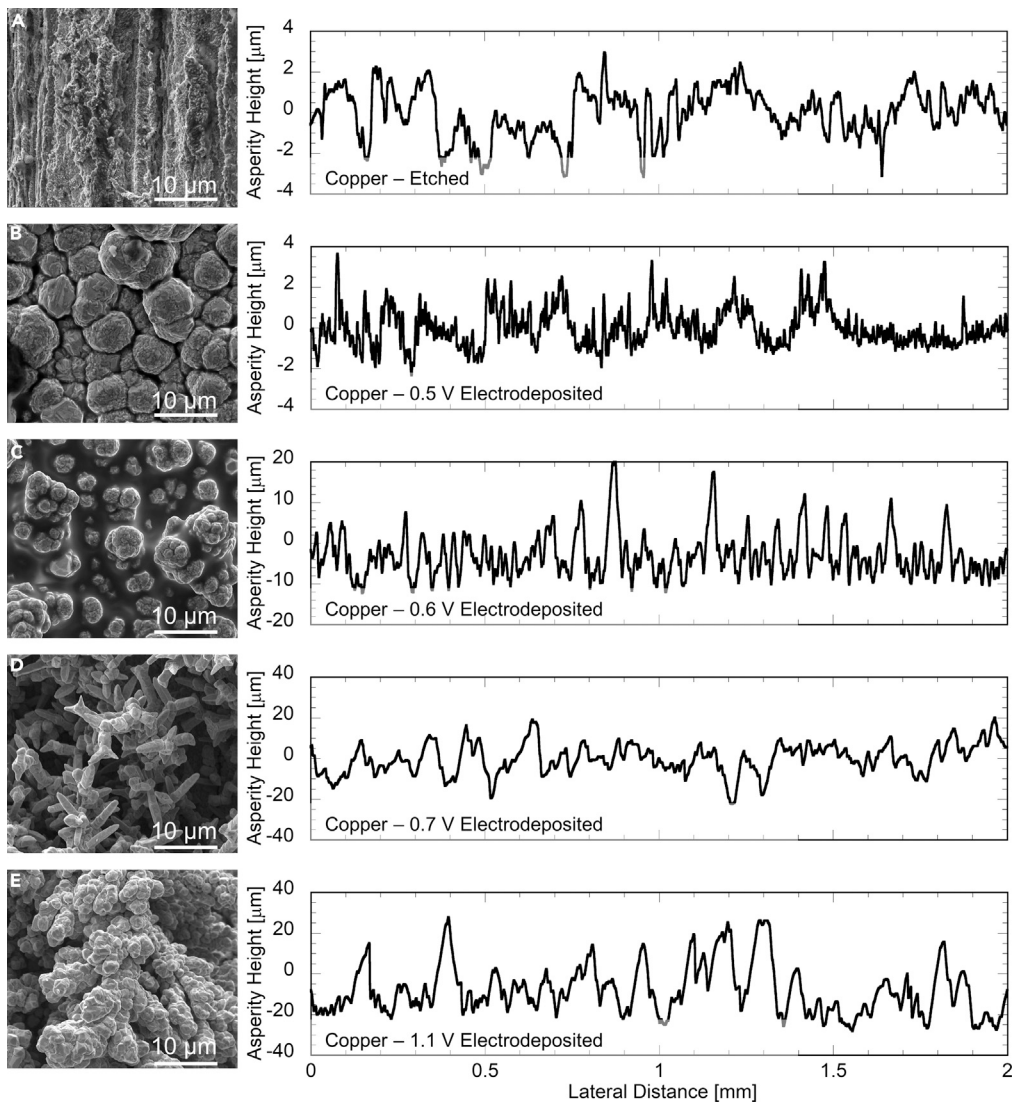 A
10 µm
Asperity Height [µm]
4
2
0
-2
-4
Copper – Etched
B
10 µm
Asperity Height [µm]
4
2
0
-2
-4
Copper – 0.5 V Electrodeposited
C
10 µm
Asperity Height [µm]
20
10
0
-10
-20
Copper – 0.6 V Electrodeposited
D
10 µm
Asperity Height [µm]
40
20
0
-20
-40
Copper – 0.7 V Electrodeposited
E
10 µm
Asperity Height [µm]
40
20
0
-20
-40
Copper – 1.1 V Electrodeposited
0 0.5 1 1.5 2
Lateral Distance [mm]